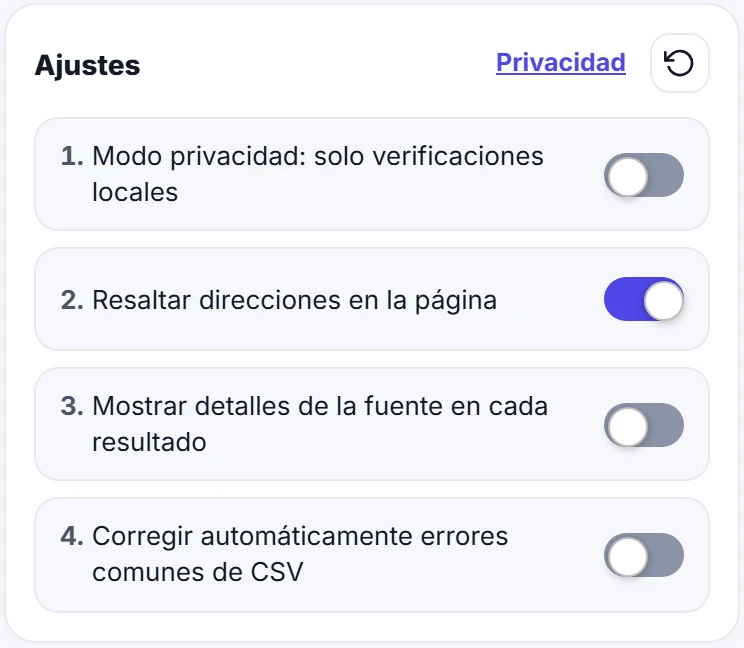 Ajustes
Privacidad
1. Modo privacidad: solo verificaciones
locales
2. Resaltar direcciones en la página
3. Mostrar detalles de la fuente en cada
resultado
4. Corregir automáticamente errores
comunes de CSV